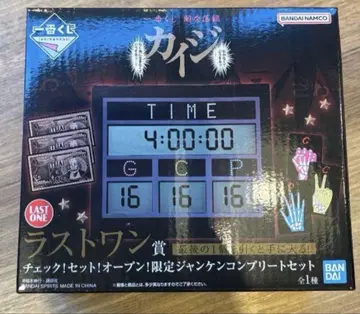 一番くじ
BANDAI NAMCO
カイジ
TIME
4:00:00
G C P
16 16 16
LAST ONE
ラストワン賞
最後の1個を引くと手に入る!
チェック!セット!オープン!限定ジャンケンコンプリートセット
全1種
BANDAI SPIRITS MADE IN CHINA
BANDAI